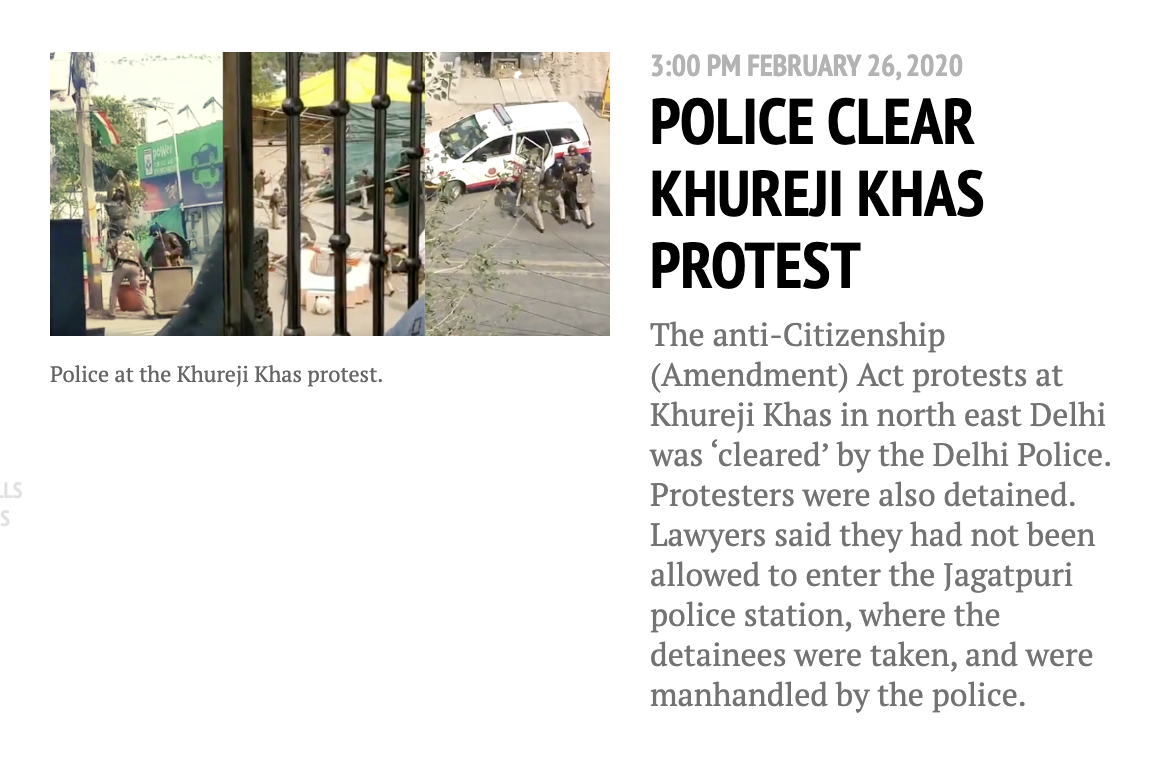 3:00 PM FEBRUARY 26, 2020
POLICE CLEAR
KHUREJI KHAS
PROTEST
The anti-Citizenship
(Amendment) Act protests at
Khureji Khas in north east Delhi
was ‘cleared’ by the Delhi Police.
Protesters were also detained.
Lawyers said they had not been
allowed to enter the Jagatpuri
police station, where the
detainees were taken, and were
manhandled by the police.
power
Police at the Khureji Khas protest.
LLS
S